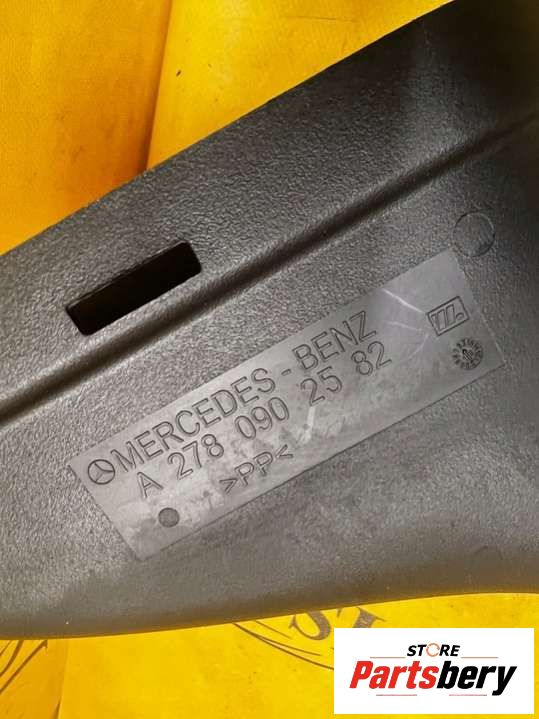 MERCEDES-BENZ
A 278 090 25 82
>PP<
STORE
Partsbery